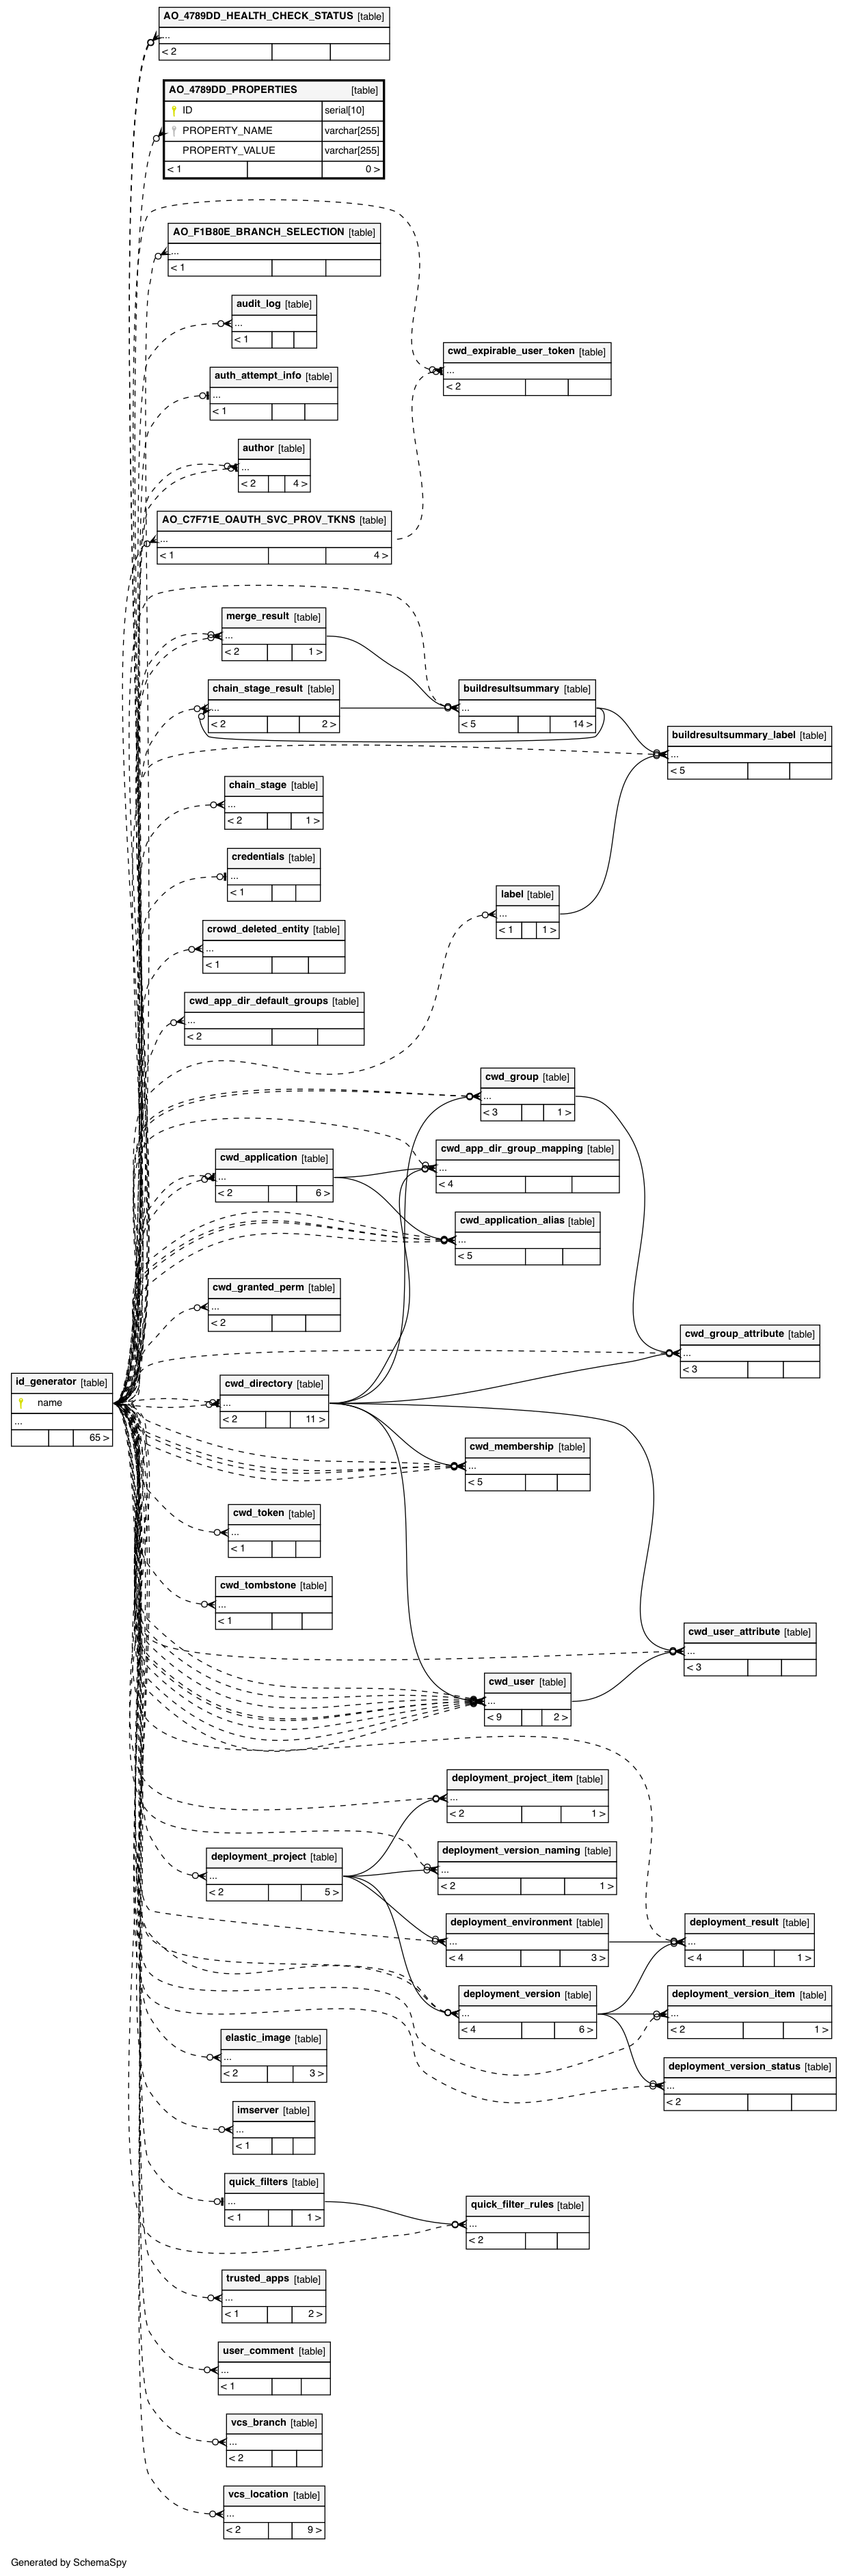 AO_4789DD_HEALTH_CHECK_STATUS [table]
...
< 2
AO_4789DD_PROPERTIES [table]
ID serial[10]
PROPERTY_NAME varchar[255]
PROPERTY_VALUE varchar[255]
< 1 0 >
AO_F1B80E_BRANCH_SELECTION [table]
...
< 1
audit_log [table]
...
< 1
cwd_expirable_user_token [table]
...
< 2
auth_attempt_info [table]
...
< 1
author [table]
...
< 2 4 >
AO_C7F71E_OAUTH_SVC_PROV_TKNS [table]
...
< 1 4 >
merge_result [table]
...
< 2 1 >
chain_stage_result [table]
...
< 2 2 >
buildresultsummary [table]
...
< 5 14 >
buildresultsummary_label [table]
...
< 5
chain_stage [table]
...
< 2 1 >
credentials [table]
...
< 1
label [table]
...
< 1 1 >
crowd_deleted_entity [table]
...
< 1
cwd_app_dir_default_groups [table]
...
< 2
cwd_group [table]
...
< 3 1 >
cwd_app_dir_group_mapping [table]
...
< 4
cwd_application [table]
...
< 2 6 >
cwd_application_alias [table]
...
< 5
cwd_granted_perm [table]
...
< 2
cwd_group_attribute [table]
...
< 3
id_generator [table]
name
...
65 >
cwd_directory [table]
...
< 2 11 >
cwd_membership [table]
...
< 5
cwd_token [table]
...
< 1
cwd_tombstone [table]
...
< 1
cwd_user_attribute [table]
...
< 3
cwd_user [table]
...
< 9 2 >
deployment_project_item [table]
...
< 2 1 >
deployment_project [table]
...
< 2 5 >
deployment_version_naming [table]
...
< 2 1 >
deployment_environment [table]
...
< 4 3 >
deployment_result [table]
...
< 4 1 >
deployment_version [table]
...
< 4 6 >
deployment_version_item [table]
...
< 2 1 >
elastic_image [table]
...
< 2 3 >
deployment_version_status [table]
...
< 2
imserver [table]
...
< 1
quick_filters [table]
...
< 1 1 >
quick_filter_rules [table]
...
< 2
trusted_apps [table]
...
< 1 2 >
user_comment [table]
...
< 1
vcs_branch [table]
...
< 2
vcs_location [table]
...
< 2 9 >
Generated by SchemaSpy